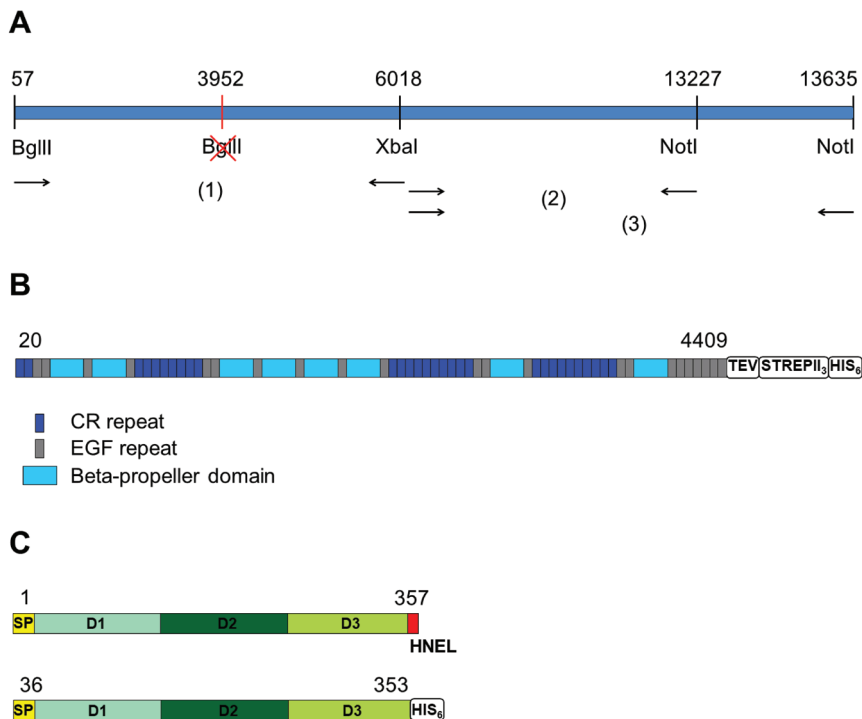 A
57 3952 6018 13227 13635
BglII BglII XbaI NotI NotI
(1) (2)
(3)
B
20 4409
TEV STREPII3 HIS6
CR repeat
EGF repeat
Beta-propeller domain
C
1 357
SP D1 D2 D3
HNEL
36 353
SP D1 D2 D3 HIS6